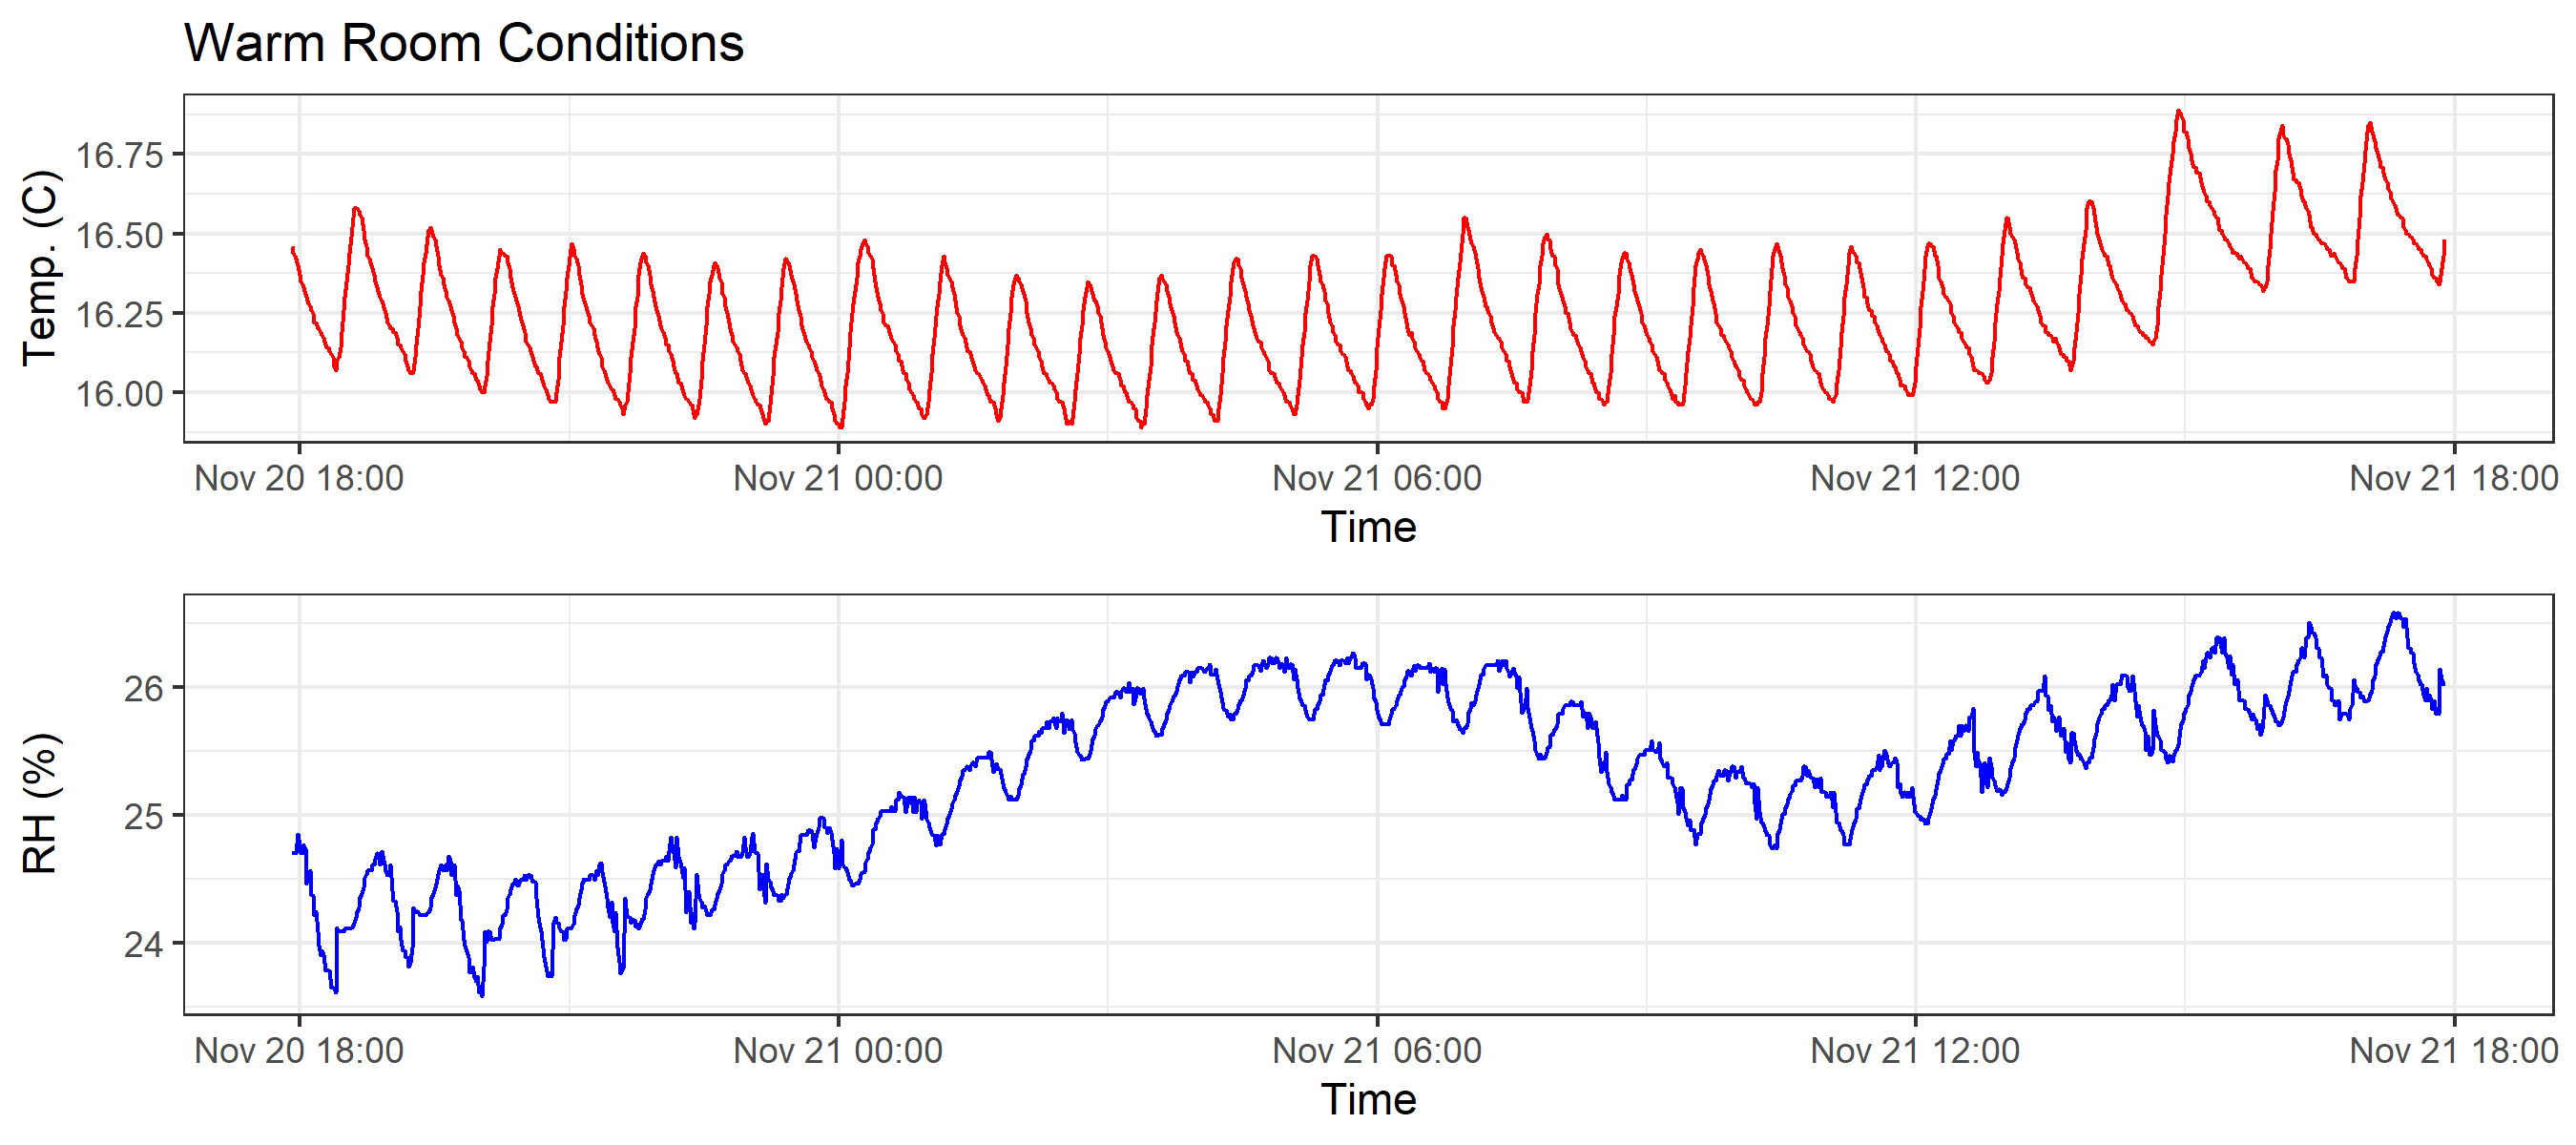 Warm Room Conditions
Temp. (C)
16.75
16.50
16.25
16.00
Nov 20 18:00 Nov 21 00:00 Nov 21 06:00 Nov 21 12:00 Nov 21 18:00
Time
RH (%)
26
25
24
Nov 20 18:00 Nov 21 00:00 Nov 21 06:00 Nov 21 12:00 Nov 21 18:00
Time